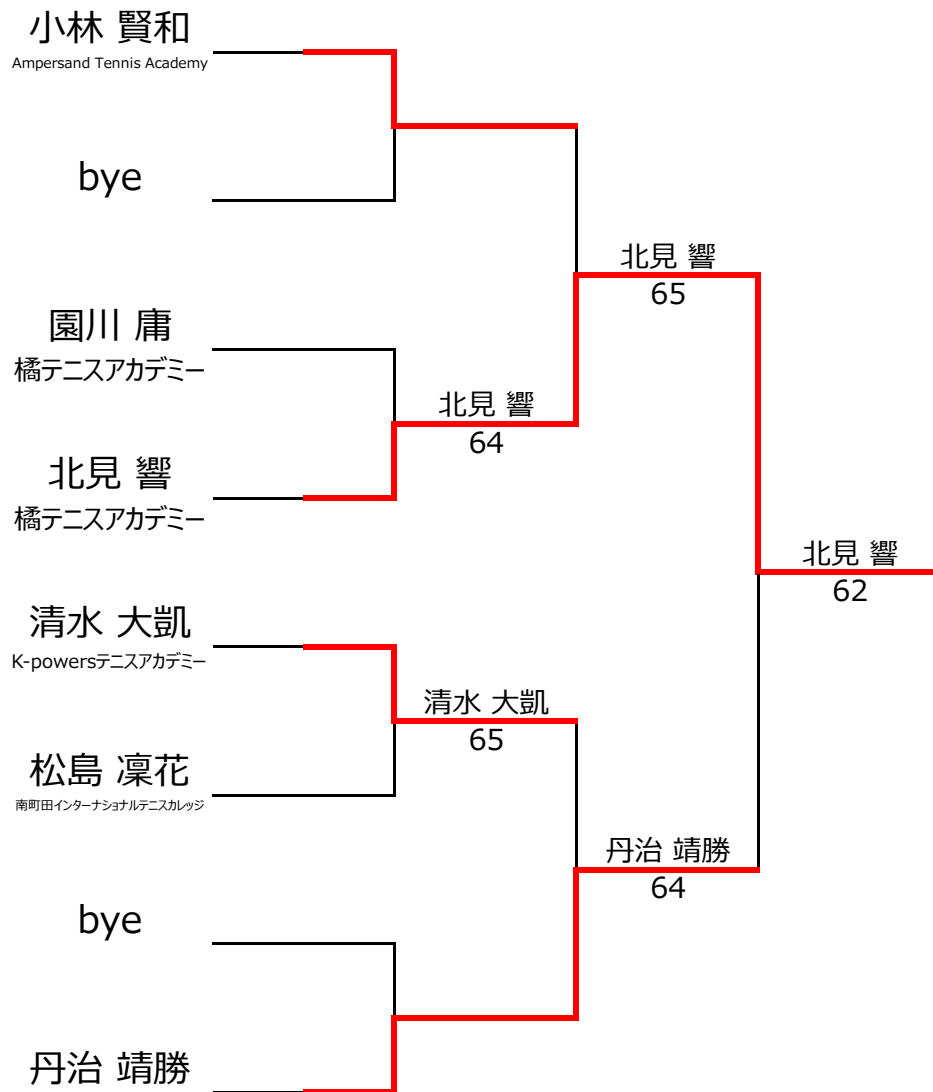 小林 賢和
Ampersand Tennis Academy
bye
北見 響
65
園川 庸
橘テニスアカデミー
北見 響
64
北見 響
橘テニスアカデミー
北見 響
62
清水 大凱
K-powersテニスアカデミー
清水 大凱
65
松島 凜花
南町田インターナショナルテニスカレッジ
丹治 靖勝
64
bye
丹治 靖勝